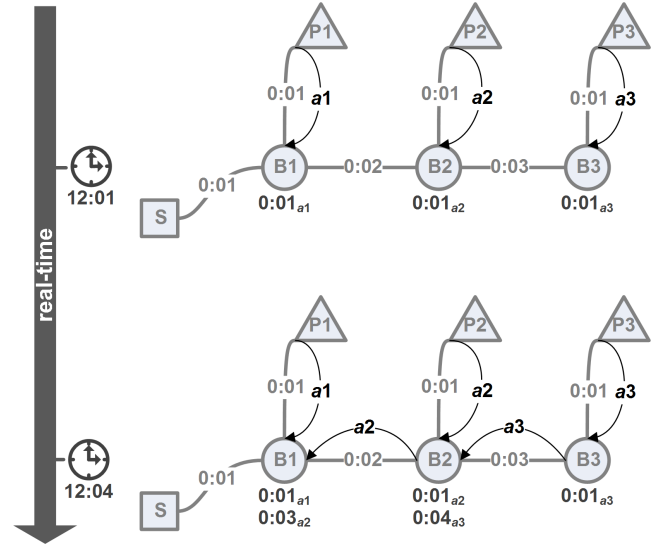 P1 P2 P3
0:01 a1 0:01 a2 0:01 a3
B1 0:02 B2 0:03 B3
12:01
0:01
0:01a1 0:01a2 0:01a3
S
real-time
P1 P2 P3
0:01 a1 0:01 a2 0:01 a3
a2 a3
B1 0:02 B2 0:03 B3
0:01
12:04
0:01a1 0:01a2 0:01a3
S
0:03a2 0:04a3